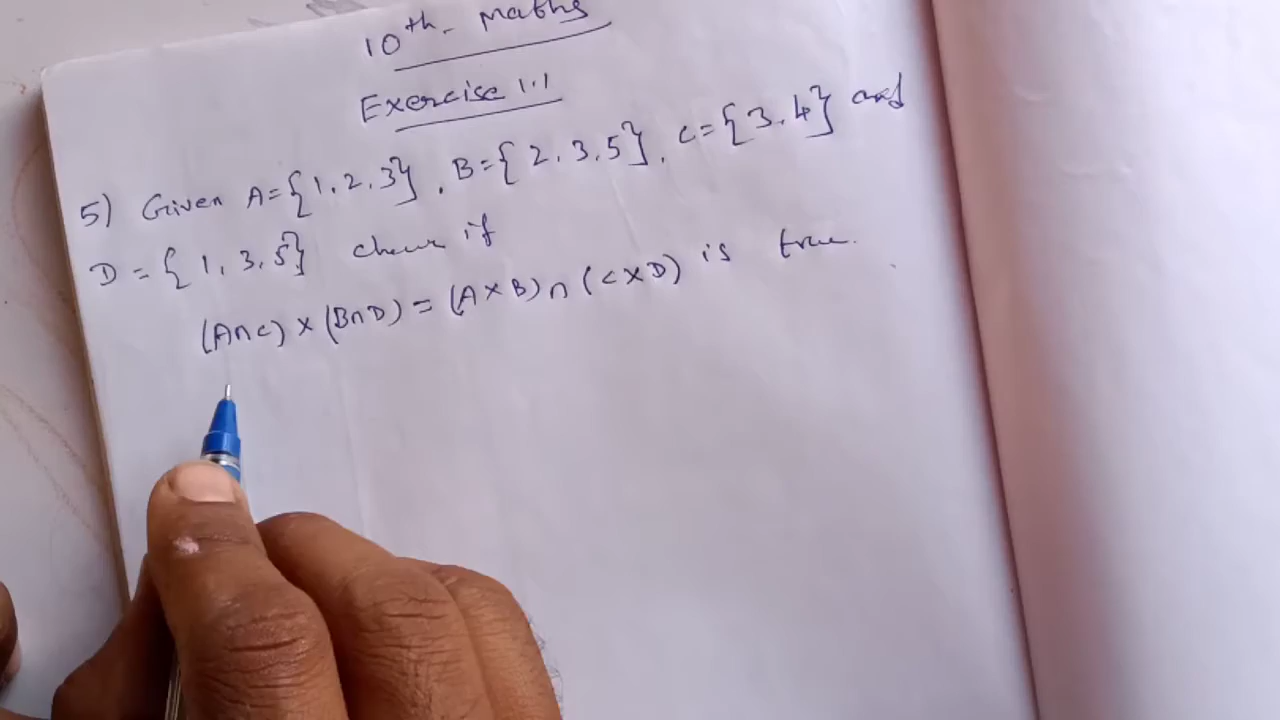 10th - Maths
Exercise 1.1
5) Given A={1,2,3}, B={2,3,5}, C={3,4} and
D={1,3,5} check if
(A∩C)×(B∩D)=(A×B)∩(C×D) is true.